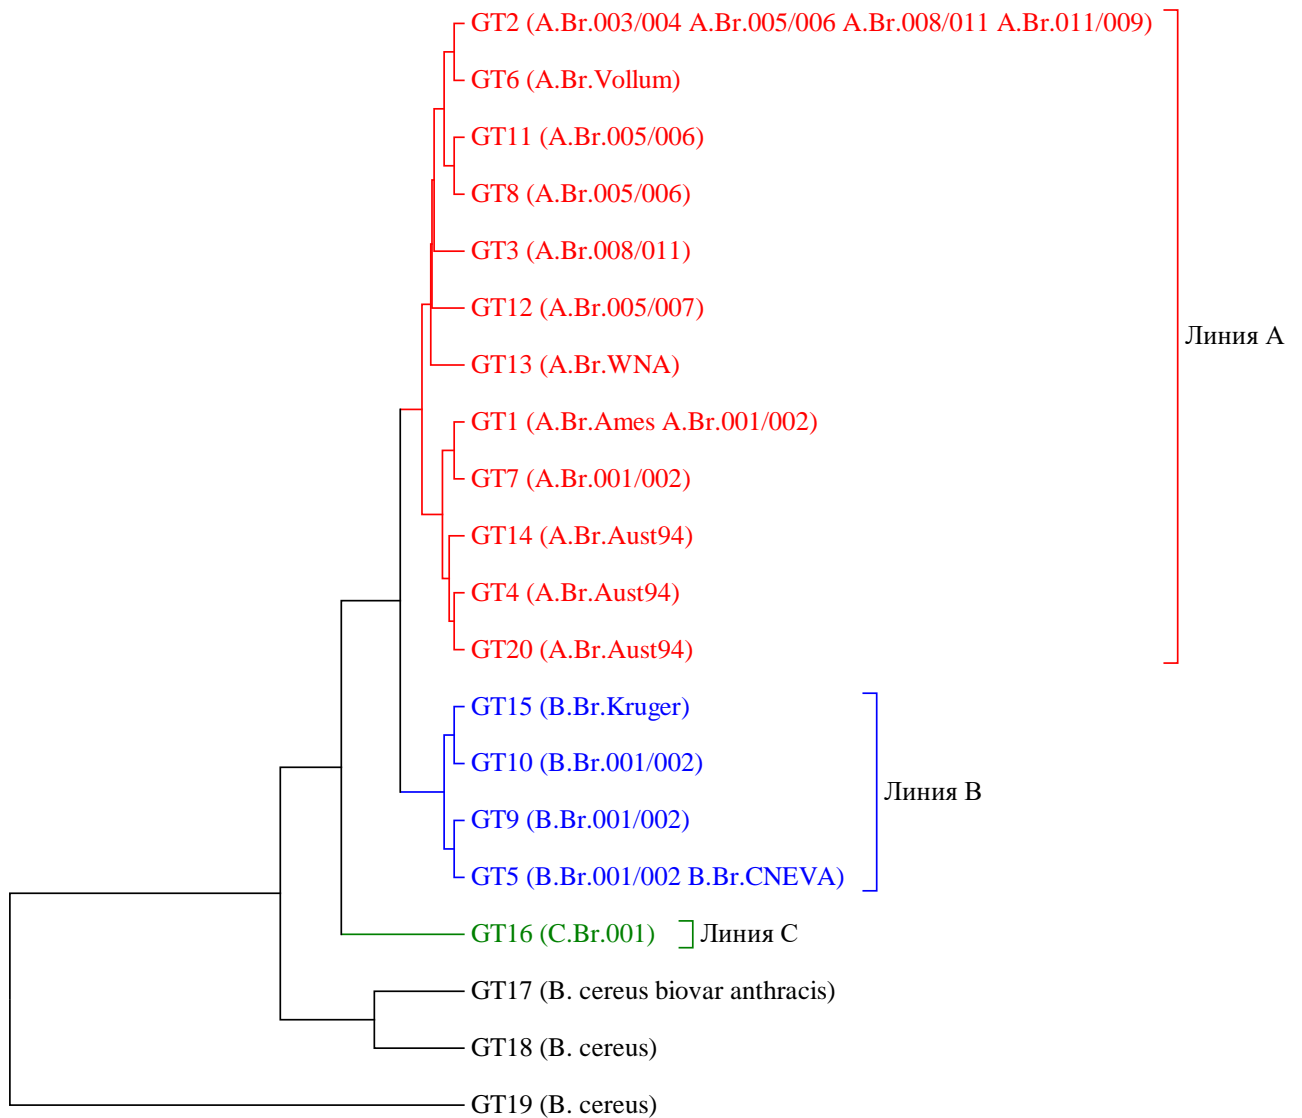 GT2 (A.Br.003/004 A.Br.005/006 A.Br.008/011 A.Br.011/009)
GT6 (A.Br.Vollum)
GT11 (A.Br.005/006)
GT8 (A.Br.005/006)
GT3 (A.Br.008/011)
GT12 (A.Br.005/007)
Линия A
GT13 (A.Br.WNA)
GT1 (A.Br.Ames A.Br.001/002)
GT7 (A.Br.001/002)
GT14 (A.Br.Aust94)
GT4 (A.Br.Aust94)
GT20 (A.Br.Aust94)
GT15 (B.Br.Kruger)
GT10 (B.Br.001/002)
Линия B
GT9 (B.Br.001/002)
GT5 (B.Br.001/002 B.Br.CNEVA)
GT16 (C.Br.001) Линия C
GT17 (B. cereus biovar anthracis)
GT18 (B. cereus)
GT19 (B. cereus)